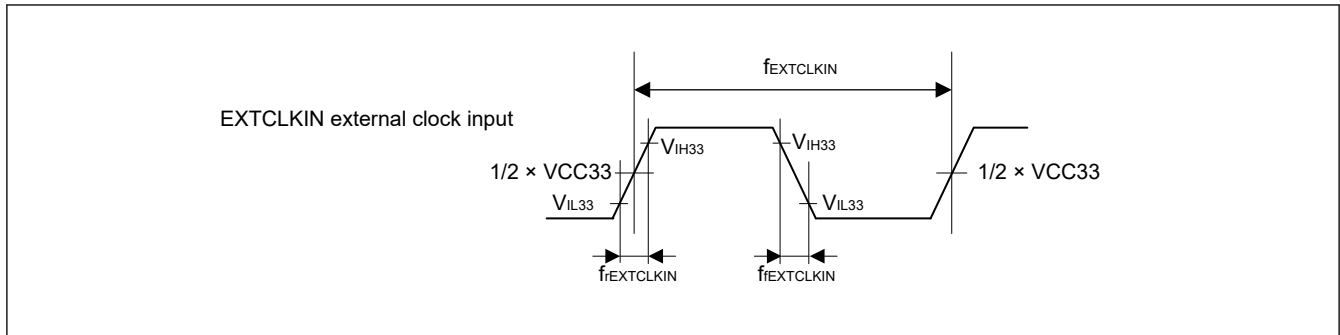 fEXTCLKIN
EXTCLKIN external clock input
VIH33
VIH33
1/2 × VCC33
1/2 × VCC33
VIL33
VIL33
frEXTCLKIN
ffEXTCLKIN